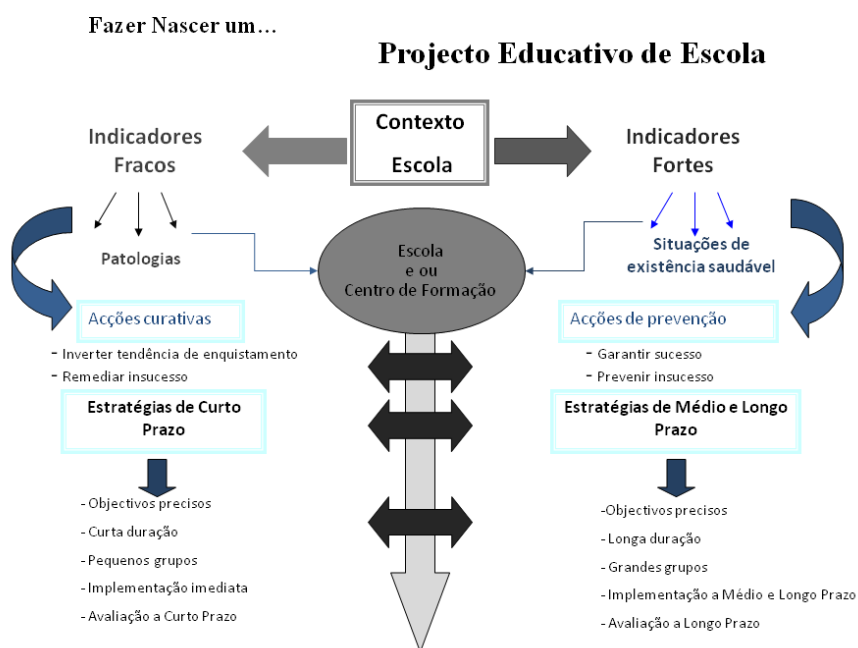 Fazer Nascer um...
Projecto Educativo de Escola
Contexto
Escola
Indicadores
Fracos
Indicadores
Fortes
Patologias
Escola
e ou
Centro de Formação
Situações de
existência saudável
Acções curativas
- Inverter tendência de enquistamento
- Remediar insucesso
Estratégias de Curto
Prazo
- Objectivos precisos
- Curta duração
- Pequenos grupos
- Implementação imediata
- Avaliação a Curto Prazo
Acções de prevenção
- Garantir sucesso
- Prevenir insucesso
Estratégias de Médio e Longo
Prazo
-Objectivos precisos
- Longa duração
- Grandes grupos
- Implementação a Médio e Longo Prazo
- Avaliação a Longo Prazo